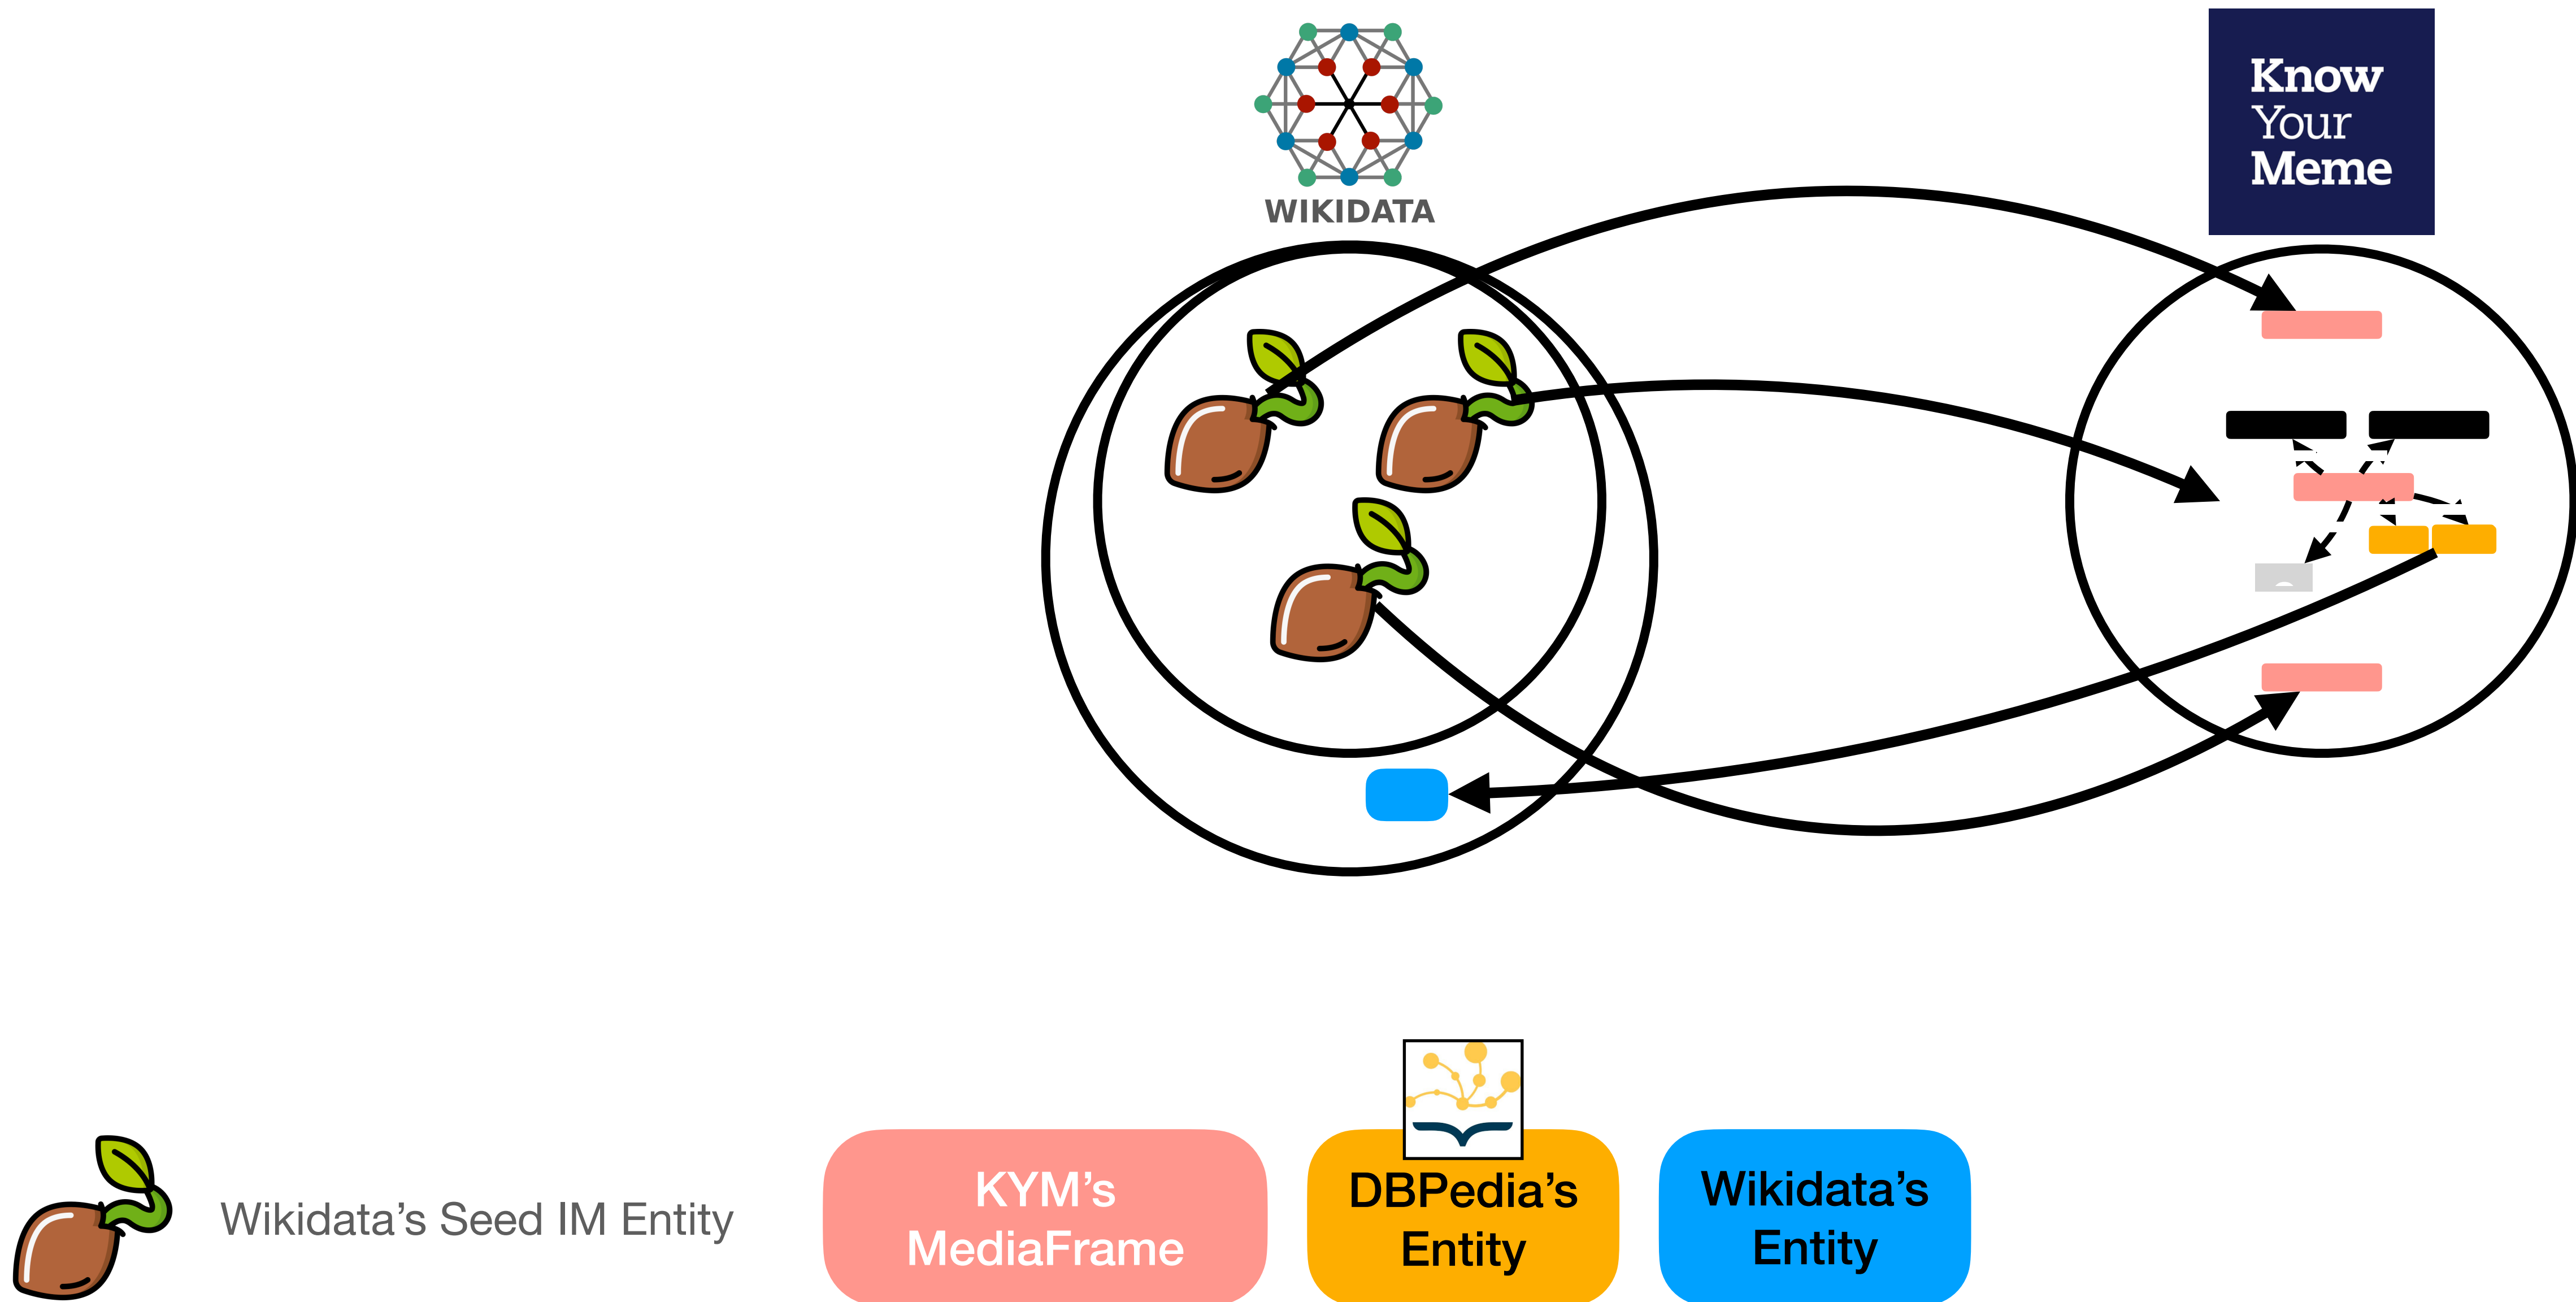 WIKIDATA
Know
Your
Meme
Wikidata’s Seed IM Entity
KYM’s
MediaFrame
DBPedia’s
Entity
Wikidata’s
Entity